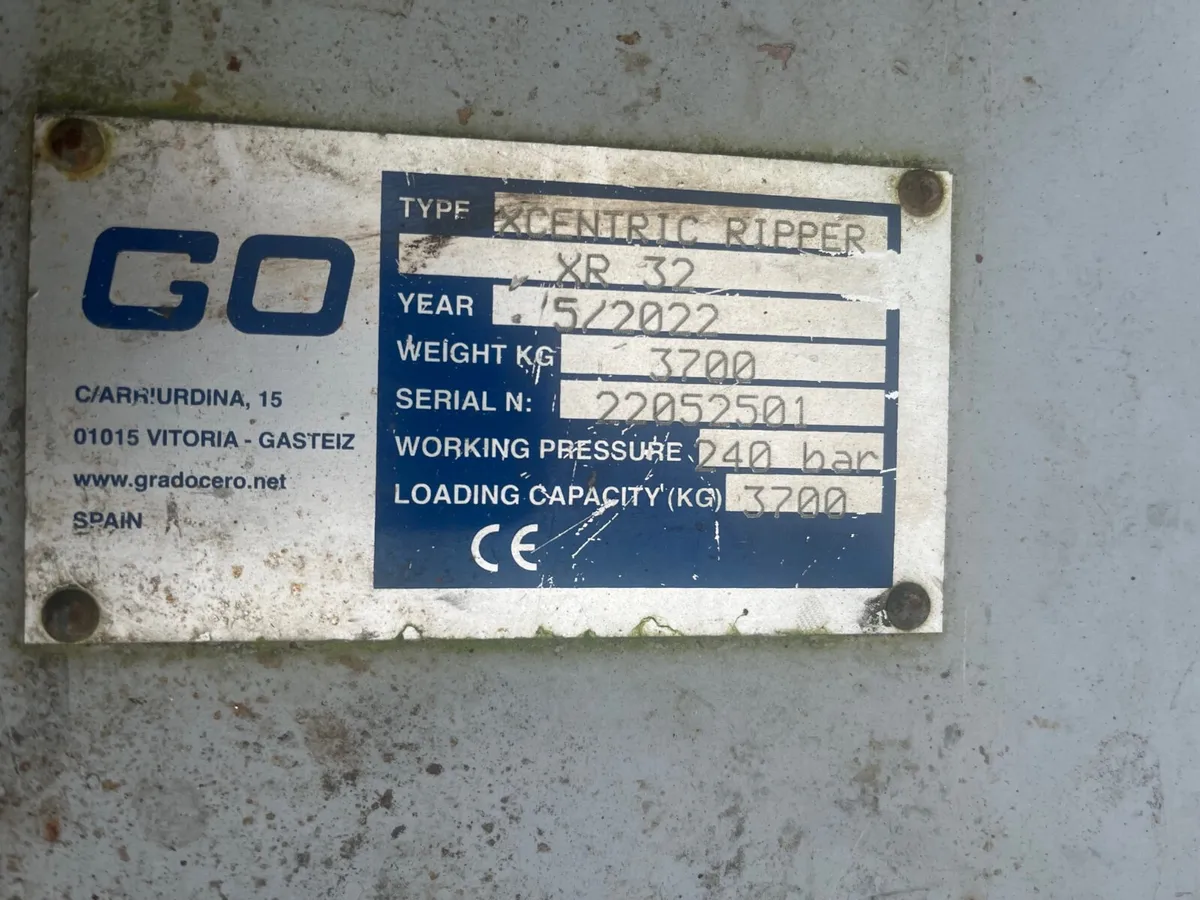 GO
C/ARRIURDINA, 15
01015 VITORIA - GASTEIZ
www.gradocero.net
SPAIN
TYPE XCENTRIC RIPPER
XR 32
YEAR 5/2022
WEIGHT KG 3700
SERIAL N: 22052501
WORKING PRESSURE 240 bar
LOADING CAPACITY (KG) 3700
CE